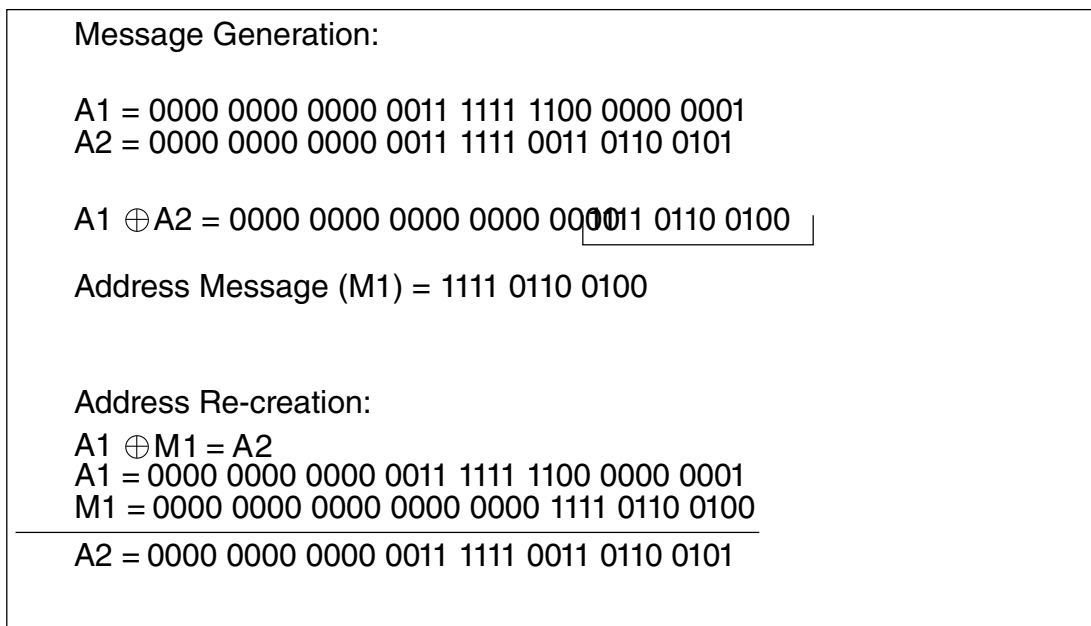 Message Generation:
A1 = 0000 0000 0000 0011 1111 1100 0000 0001
A2 = 0000 0000 0000 0011 1111 0011 0110 0101
A1 ⊕ A2 = 0000 0000 0000 0000 0000 1111 0110 0100
Address Message (M1) = 1111 0110 0100
Address Re-creation:
A1 ⊕ M1 = A2
A1 = 0000 0000 0000 0011 1111 1100 0000 0001
M1 = 0000 0000 0000 0000 0000 1111 0110 0100
A2 = 0000 0000 0000 0011 1111 0011 0110 0101